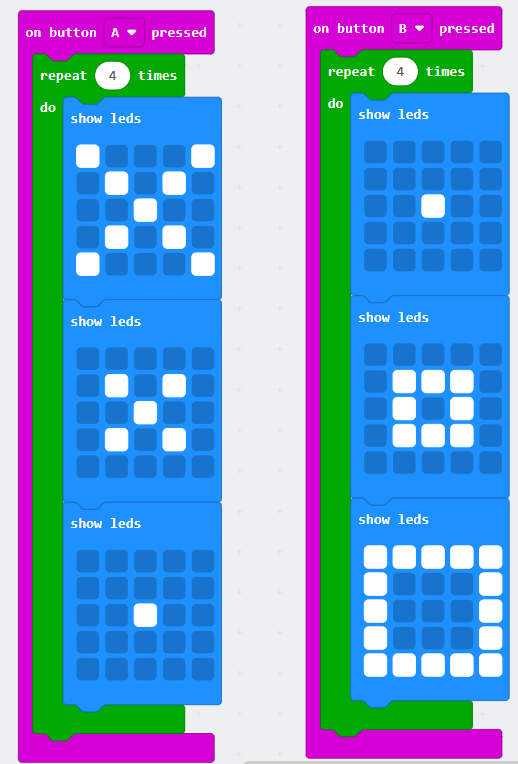 on button A pressed
repeat 4 times
do
show leds
show leds
show leds
on button B pressed
repeat 4 times
do
show leds
show leds
show leds